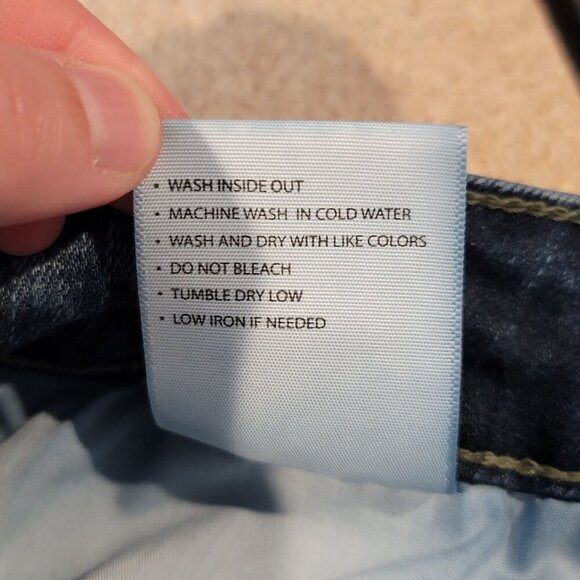 • WASH INSIDE OUT
• MACHINE WASH IN COLD WATER
• WASH AND DRY WITH LIKE COLORS
• DO NOT BLEACH
• TUMBLE DRY LOW
• LOW IRON IF NEEDED